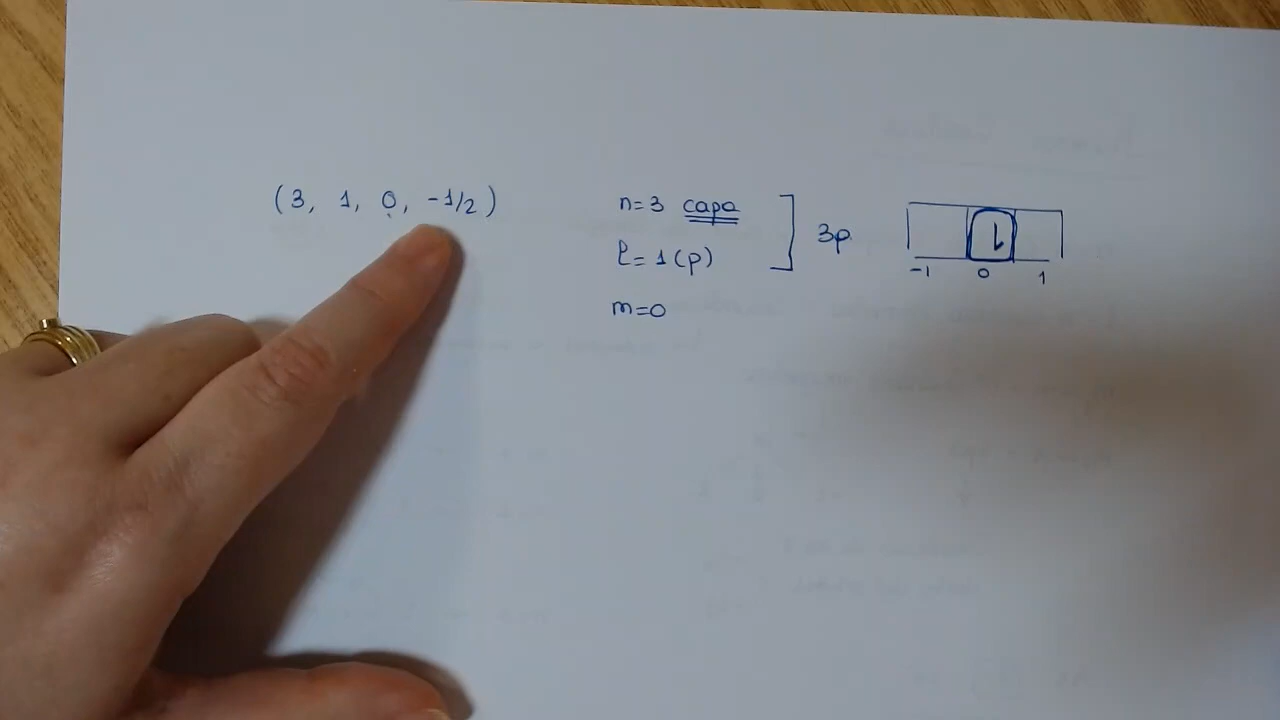 (3, 1, 0, -1/2)
n=3 capa
l=1(p)
m=0
3p
-1 0 1